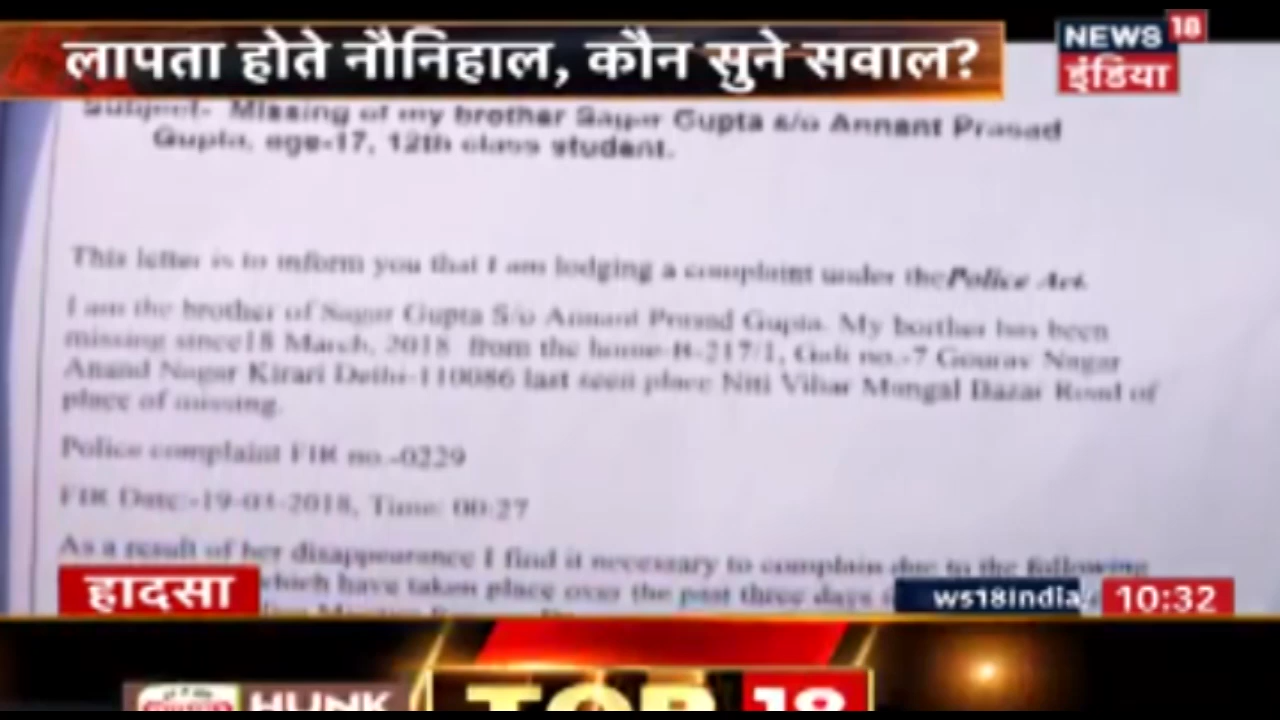 लापता होते नौनिहाल, कौन सुने सवाल?
NEWS 18
इंडिया
Subject- Missing of my brother Sagar Gupta s/o Annant Prasad
Gupta, age-17, 12th class student.
This letter is to inform you that I am lodging a complaint under the Police Act.
I am the brother of Sagar Gupta S/o Annant Prasad Gupta. My borther has been
missing since18 March, 2018 from the home-B-217/1, Gali no.-7 Gourav Nagar
Anand Nagar Kirari Delhi-110086 last seen place Niti Vihar Mangal Bazar Road of
place of missing.
Police complaint FIR no.-0229
FIR Date:-19-03-2018, Time: 00:27
As a result of her disappearance I find it necessary to complain due to the following
which have taken place over the past three days
हादसा
ws18india
10:32
HUNK
TOP 18